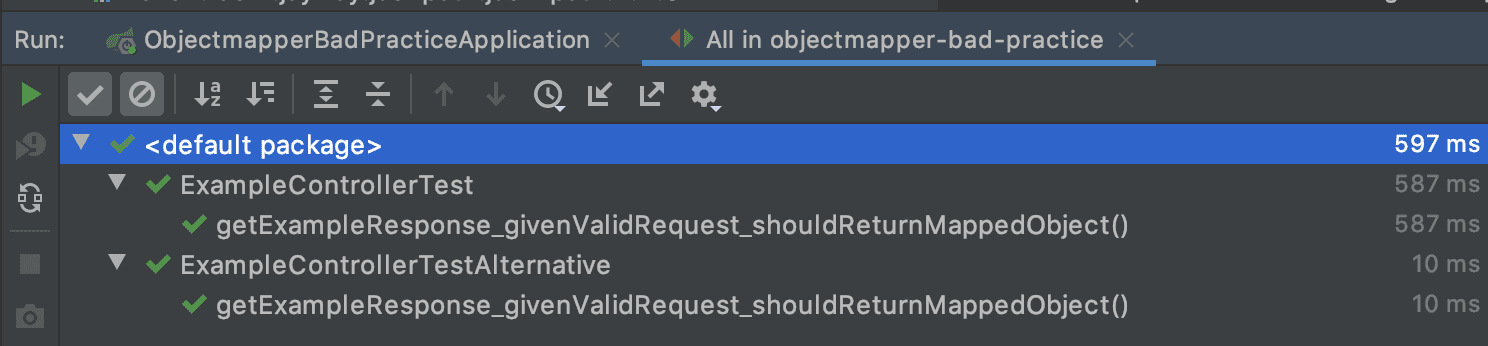 Run: ObjectmapperBadPracticeApplication All in objectmapper-bad-practice
<default package> 597 ms
ExampleControllerTest 587 ms
getExampleResponse_givenValidRequest_shouldReturnMappedObject() 587 ms
ExampleControllerTestAlternative 10 ms
getExampleResponse_givenValidRequest_shouldReturnMappedObject() 10 ms